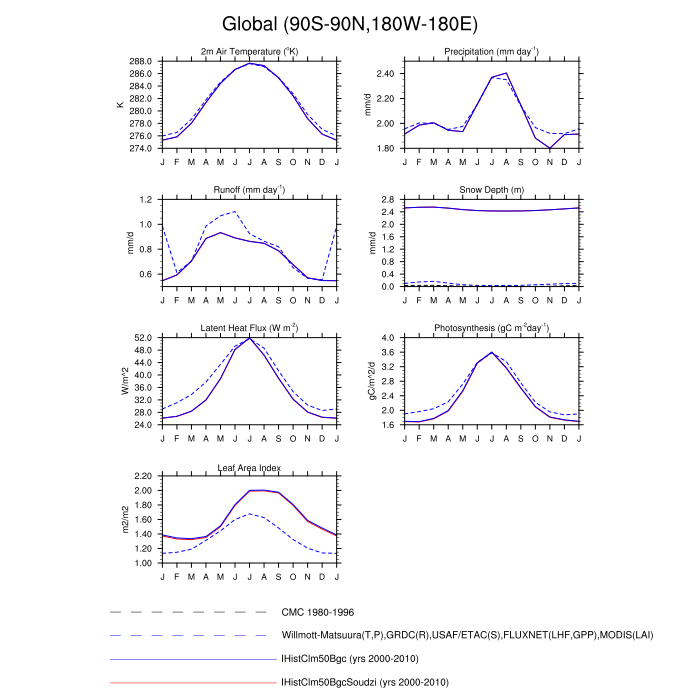 Global (90S-90N,180W-180E)
2m Air Temperature (°K)
288.0
286.0
284.0
282.0
280.0
278.0
276.0
274.0
K
J F M A M J J A S O N D J
Precipitation (mm day-1)
2.40
2.20
2.00
1.80
mm/d
J F M A M J J A S O N D J
Runoff (mm day-1)
1.2
1.0
0.8
0.6
mm/d
J F M A M J J A S O N D J
Snow Depth (m)
2.8
2.4
2.0
1.6
1.2
0.8
0.4
0.0
mm/d
J F M A M J J A S O N D J
Latent Heat Flux (W m-2)
52.0
48.0
44.0
40.0
36.0
32.0
28.0
24.0
W/m^2
J F M A M J J A S O N D J
Photosynthesis (gC m-2day-1)
4.0
3.6
3.2
2.8
2.4
2.0
1.6
gC/m^2/d
J F M A M J J A S O N D J
Leaf Area Index
2.20
2.00
1.80
1.60
1.40
1.20
1.00
m2/m2
J F M A M J J A S O N D J
CMC 1980-1996
Willmott-Matsuura(T,P),GRDC(R),USAF/ETAC(S),FLUXNET(LHF,GPP),MODIS(LAI)
IHistClm50Bgc (yrs 2000-2010)
IHistClm50BgcSoudzi (yrs 2000-2010)